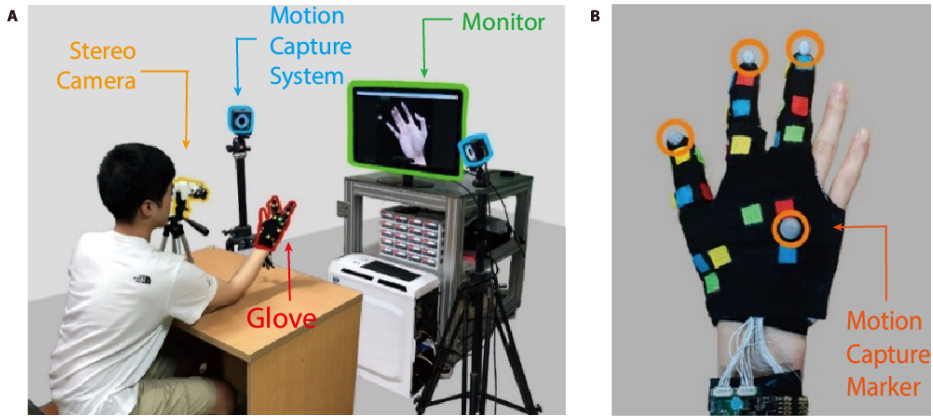 A
Stereo
Camera
Motion
Capture
System
Monitor
Glove
B
Motion
Capture
Marker